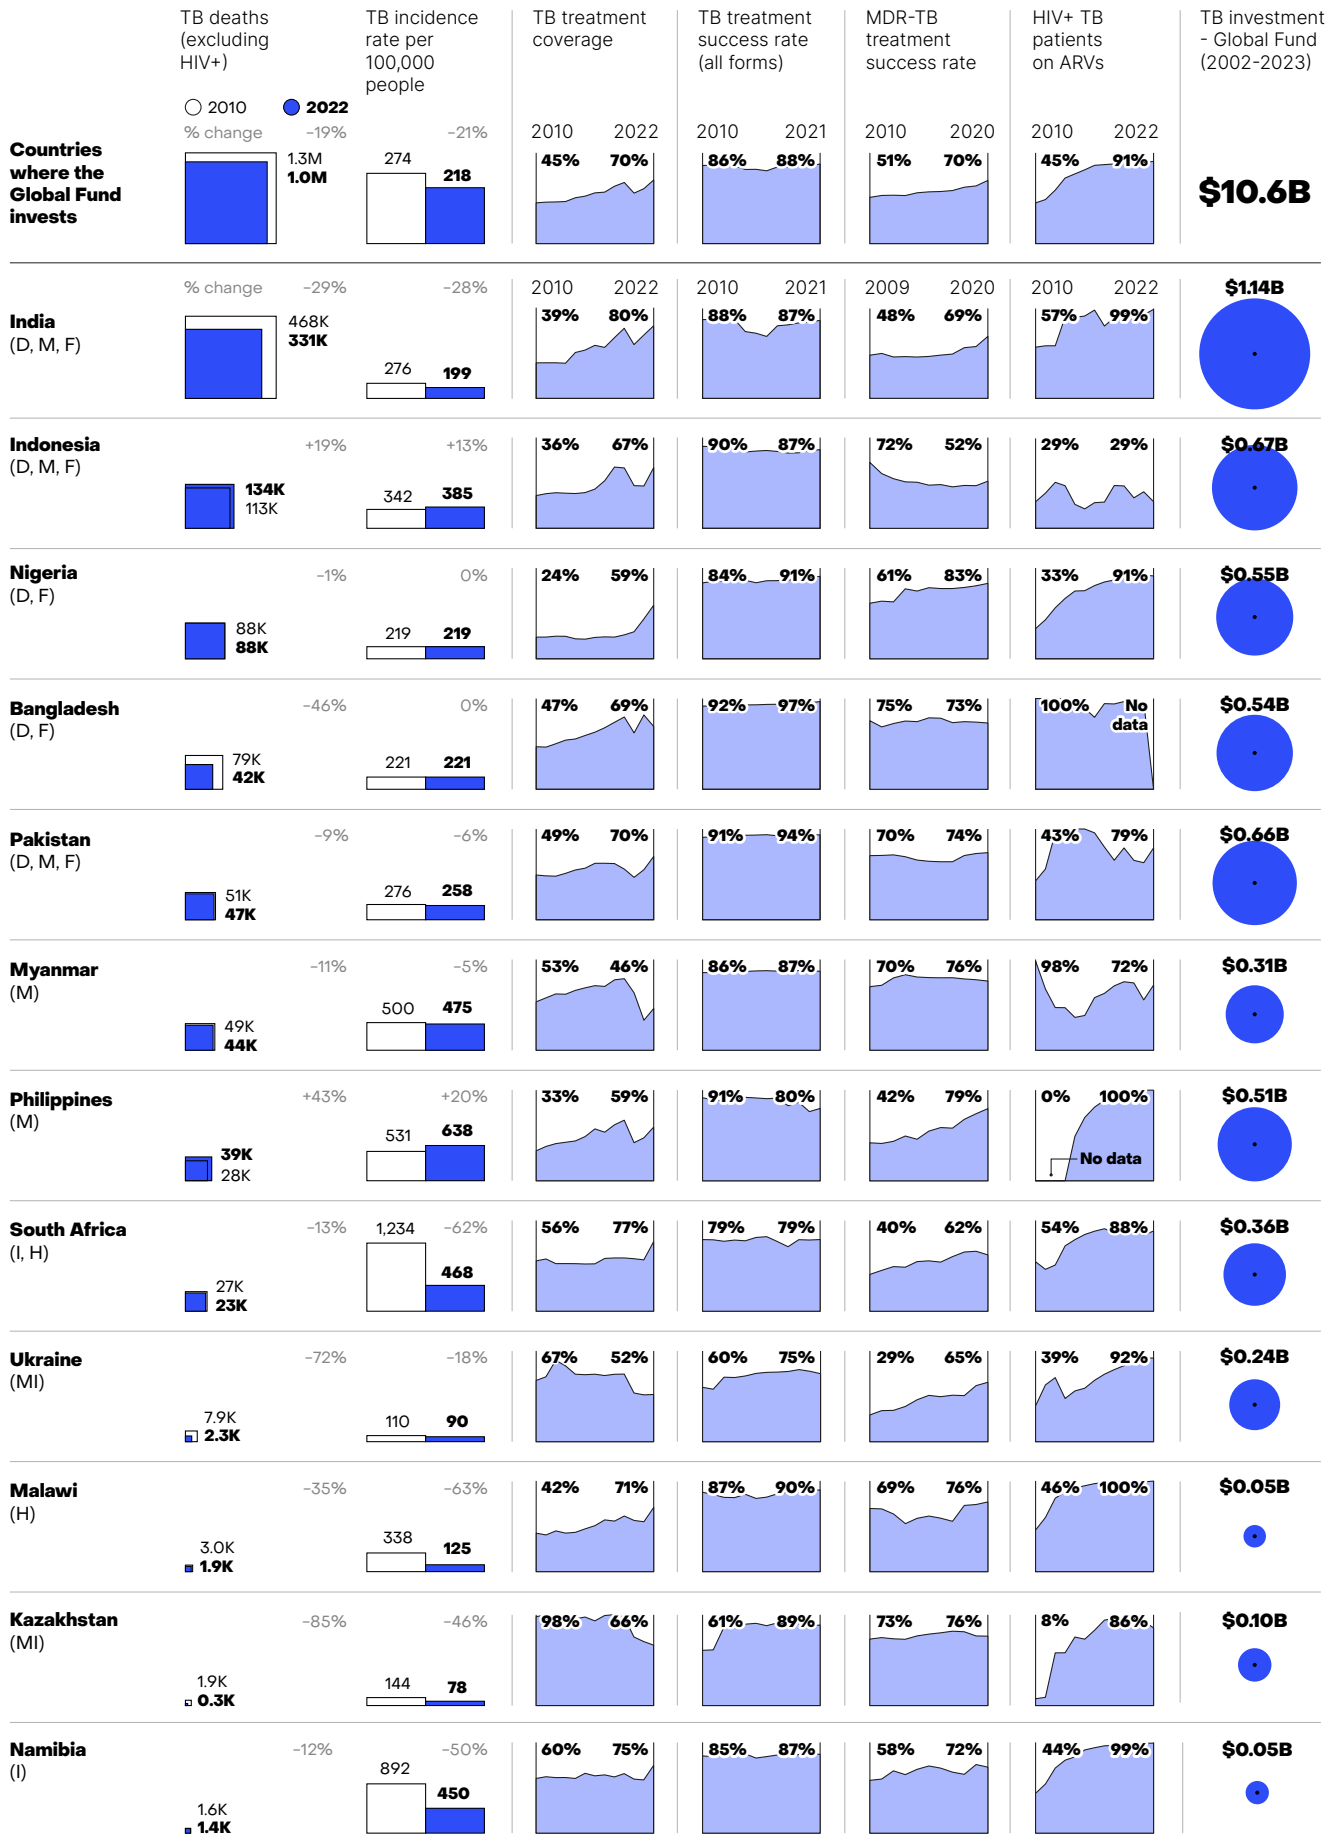 TB deaths
(excluding
HIV+)
TB incidence
rate per
100,000
people
TB treatment
coverage
TB treatment
success rate
(all forms)
MDR-TB
treatment
success rate
HIV+ TB
patients
on ARVs
TB investment
- Global Fund
(2002-2023)
2010 2022
Countries
where the
Global Fund
invests
% change -19% -21%
1.3M
1.0M
274
218
2010 2022
45% 70%
2010 2021
86% 88%
2010 2020
51% 70%
2010 2022
45% 91%
$10.6B
India
(D, M, F)
% change -29% -28%
468K
331K
276
199
2010 2022
39% 80%
2010 2021
88% 87%
2009 2020
48% 69%
2010 2022
57% 99%
$1.14B
Indonesia
(D, M, F)
+19% +13%
134K
113K
342
385
36% 67%
90% 87%
72% 52%
29% 29%
$0.67B
Nigeria
(D, F)
-1% 0%
88K
88K
219
219
24% 59%
84% 91%
61% 83%
33% 91%
$0.55B
Bangladesh
(D, F)
-46% 0%
79K
42K
221
221
47% 69%
92% 97%
75% 73%
100% No
data
$0.54B
Pakistan
(D, M, F)
-9% -6%
51K
47K
276
258
49% 70%
91% 94%
70% 74%
43% 79%
$0.66B
Myanmar
(M)
-11% -5%
49K
44K
500
475
53% 46%
86% 87%
70% 76%
98% 72%
$0.31B
Philippines
(M)
+43% +20%
39K
28K
531
638
33% 59%
91% 80%
42% 79%
0% 100%
No data
$0.51B
South Africa
(I, H)
-13% -62%
27K
23K
1,234
468
56% 77%
79% 79%
40% 62%
54% 88%
$0.36B
Ukraine
(MI)
-72% -18%
7.9K
2.3K
110
90
67% 52%
60% 75%
29% 65%
39% 92%
$0.24B
Malawi
(H)
-35% -63%
3.0K
1.9K
338
125
42% 71%
87% 90%
69% 76%
46% 100%
$0.05B
Kazakhstan
(MI)
-85% -46%
1.9K
0.3K
144
78
98% 66%
61% 89%
73% 76%
8% 86%
$0.10B
Namibia
(I)
-12% -50%
1.6K
1.4K
892
450
60% 75%
85% 87%
58% 72%
44% 99%
$0.05B